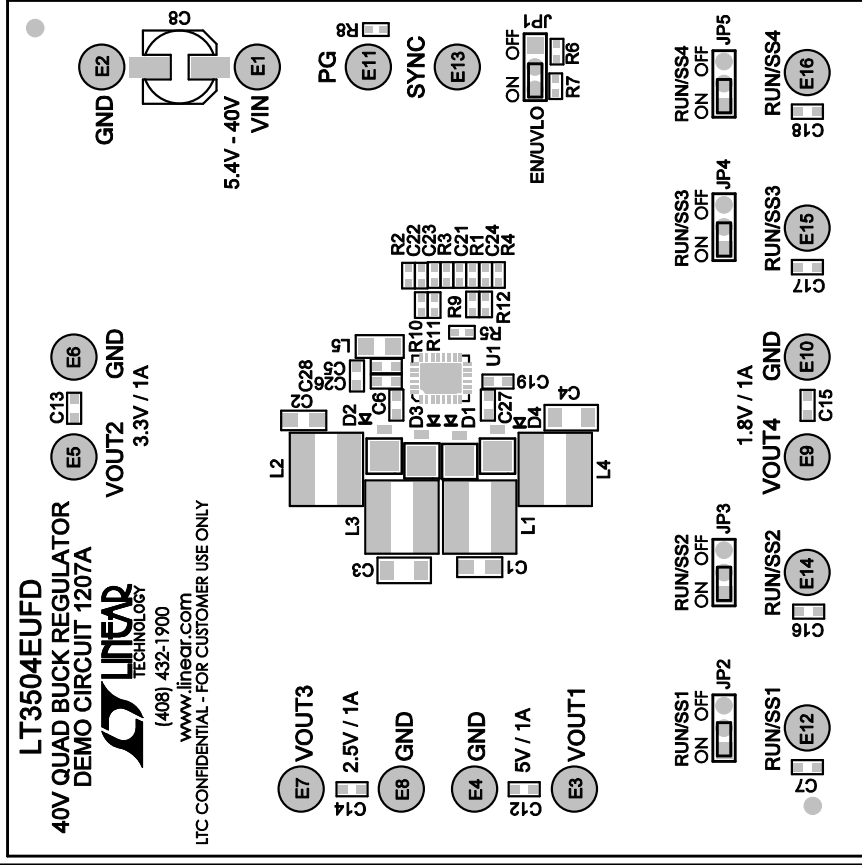 LT3504EUFD
40V QUAD BUCK REGULATOR
DEMO CIRCUIT 1207A
LINEAR
TECHNOLOGY
(408) 432-1900
www.linear.com
LTC CONFIDENTIAL - FOR CUSTOMER USE ONLY
C8
E2
E1
GND
VIN
5.4V - 40V
R8
PG
E11
SYNC
E13
JP1
ON
OFF
R6
R7
EN/UVLO
RUN/SS4
ON
OFF
JP5
RUN/SS4
E16
C18
RUN/SS3
ON
OFF
JP4
RUN/SS3
E15
C17
R2
C22
C23
R3
C21
R1
C24
R4
R10
R11
R9
R12
R5
U1
L5
C28
C5
C26
C19
C2
D2
C6
D3
D1
C27
D4
C4
L2
L4
L3
L1
C3
C1
E6
GND
C13
3.3V / 1A
E5
VOUT2
GND
E10
1.8V / 1A
C15
VOUT4
E9
RUN/SS2
ON
OFF
JP3
RUN/SS2
E14
C16
RUN/SS1
ON
OFF
JP2
RUN/SS1
E12
C7
E7
VOUT3
2.5V / 1A
C14
E8
GND
E4
GND
5V / 1A
C12
E3
VOUT1